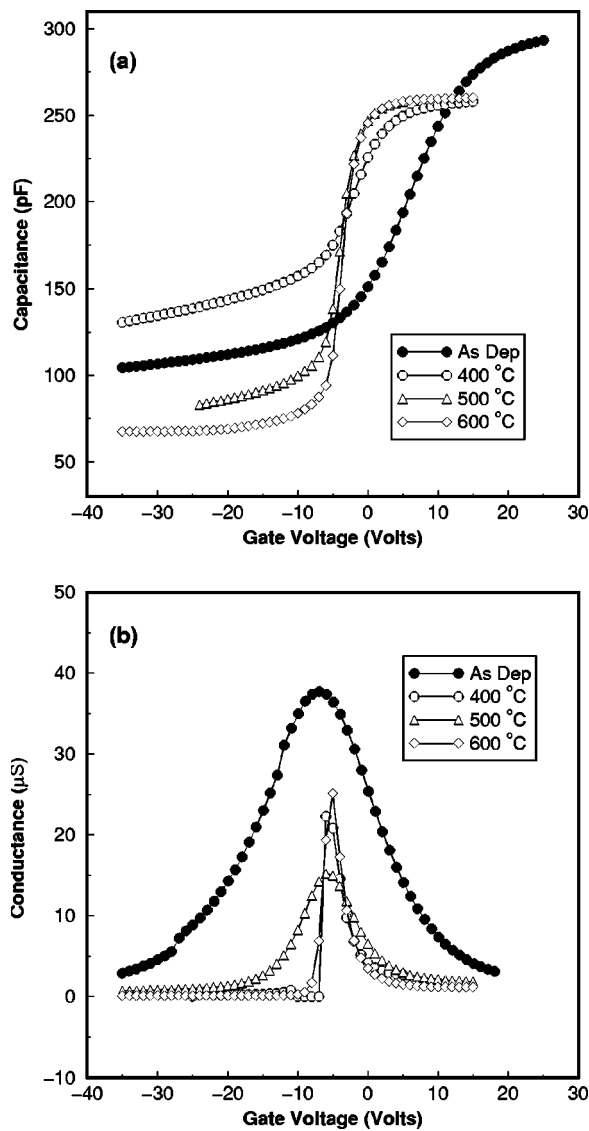 (a)
300
250
200
150
100
50
Capacitance (pF)
As Dep
400 °C
500 °C
600 °C
−40 −30 −20 −10 0 10 20 30
Gate Voltage (Volts)
(b)
50
40
30
20
10
0
−10
Conductance (μS)
As Dep
400 °C
500 °C
600 °C
−40 −30 −20 −10 0 10 20 30
Gate Voltage (Volts)